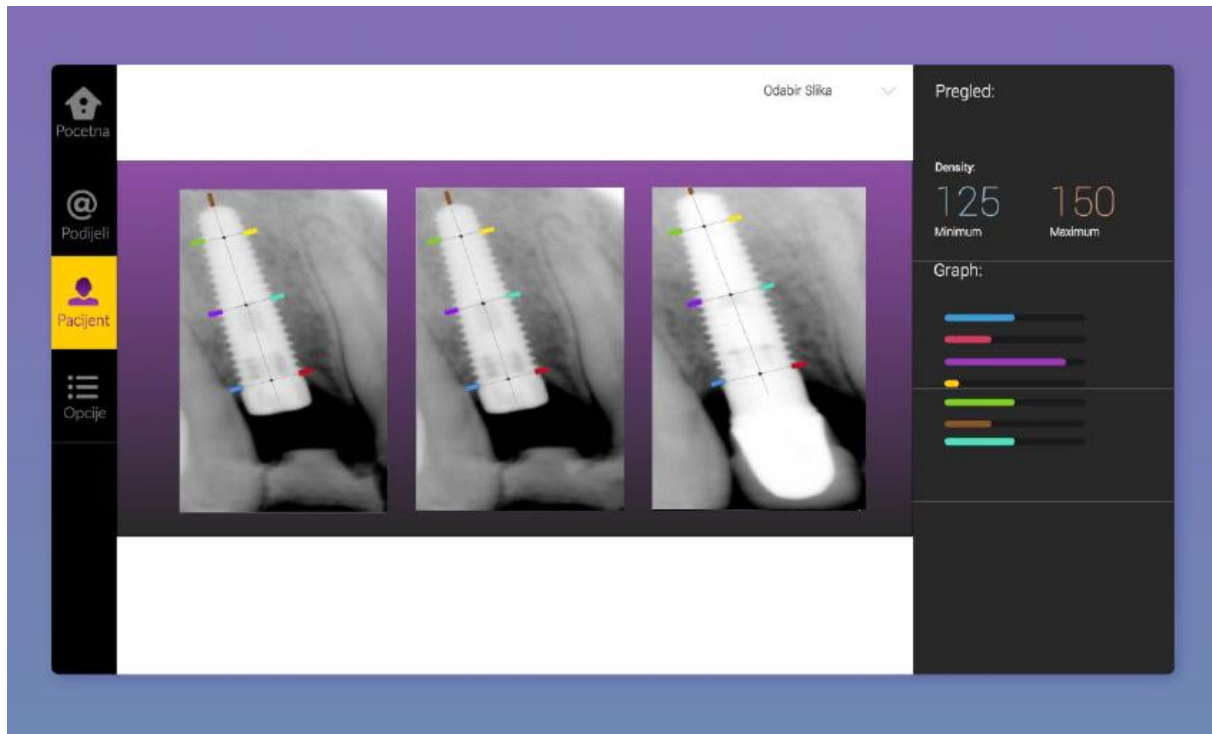 Pocetna
@
Podijeli
Pacijent
Opcije
Odabir Slika
Pregled:
Density:
125 150
Minimum Maximum
Graph: